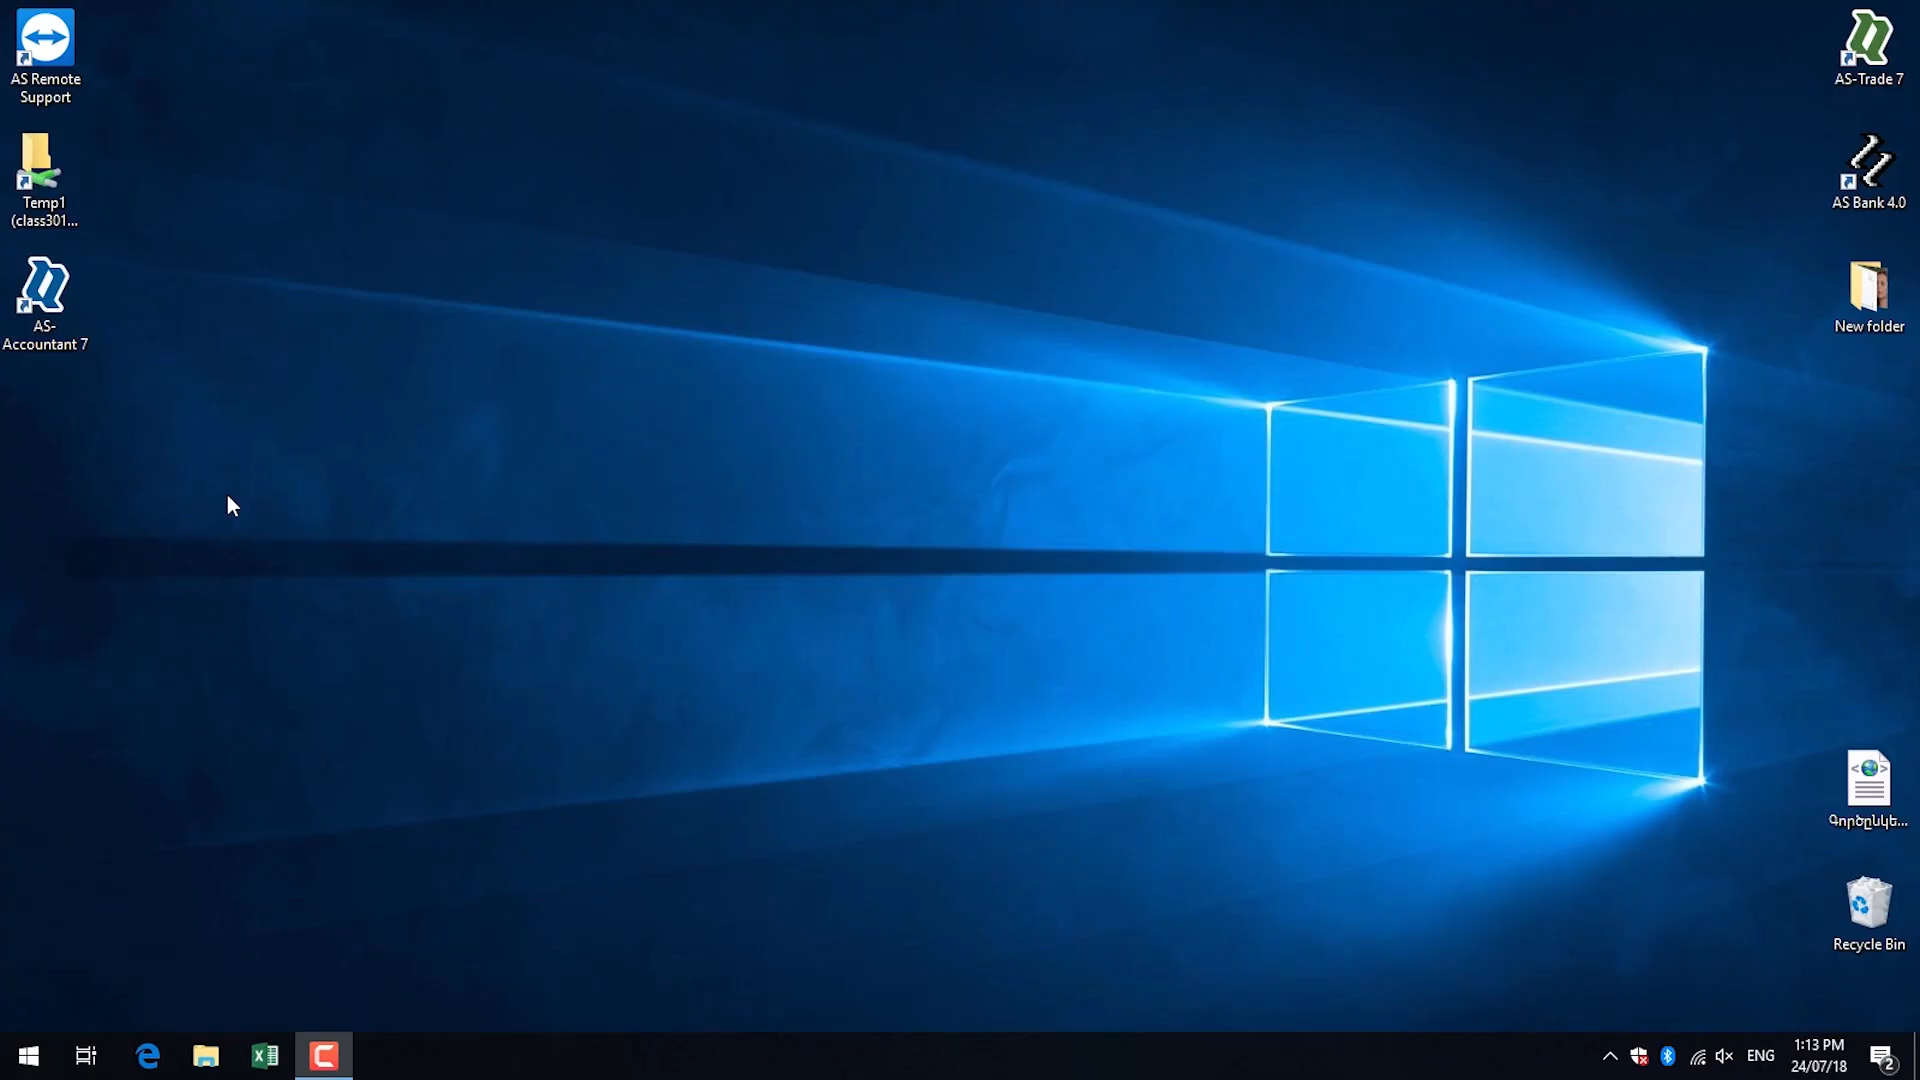 AS Remote
Support
Temp1
(class301...
AS-
Accountant 7
AS-Trade 7
AS Bank 4.0
New folder
Գործընկե...
Recycle Bin
ENG
1:13 PM
24/07/18
2